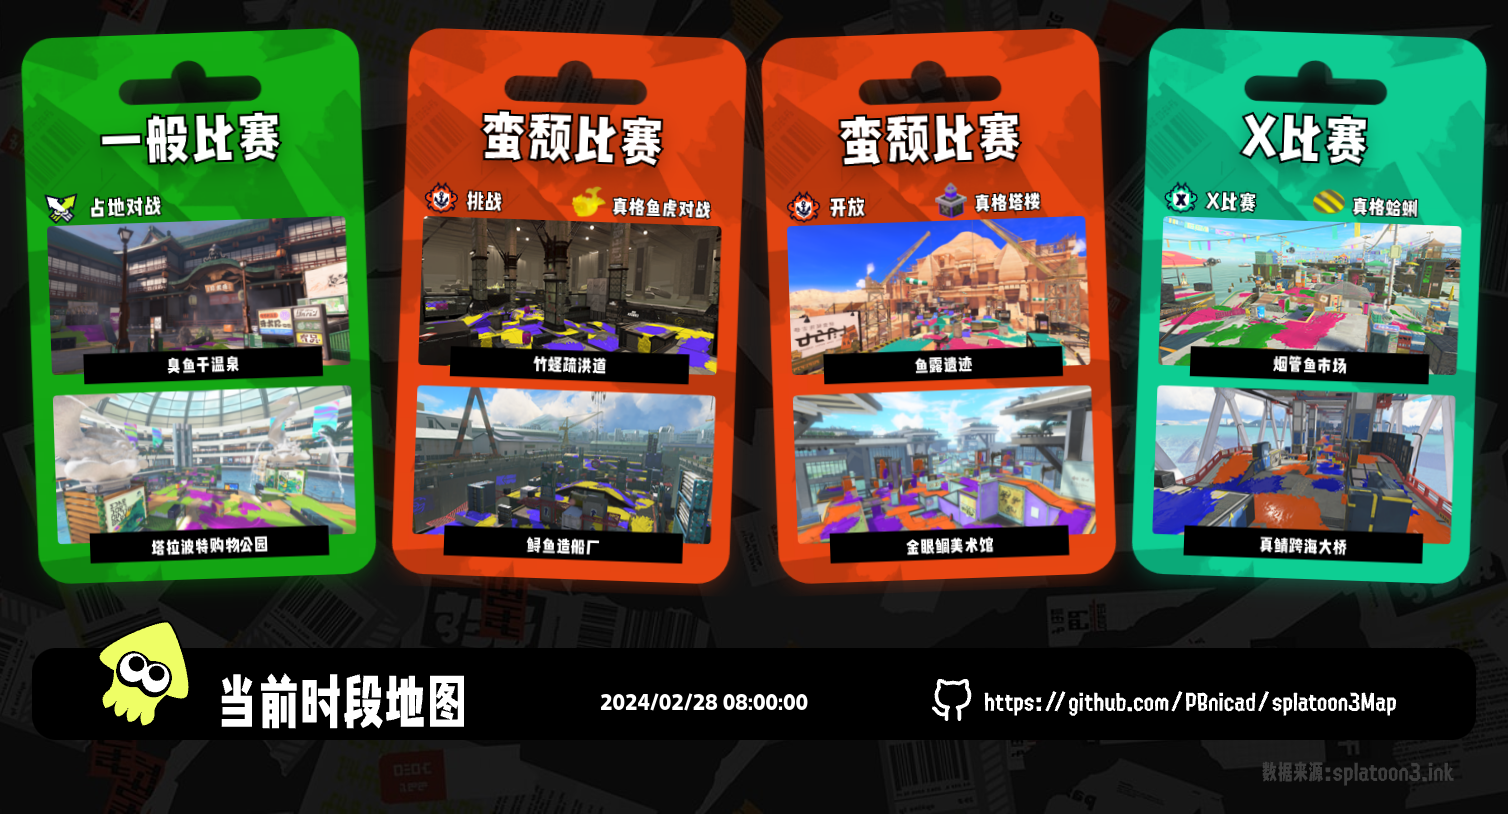 一般比赛
占地对战
臭鱼干温泉
塔拉波特购物公园
蛮颓比赛
挑战
真格鱼虎对战
竹蛏疏洪道
鲟鱼造船厂
蛮颓比赛
开放
真格塔楼
鱼露遗迹
金眼鲷美术馆
X比赛
X比赛
真格蛤蜊
烟管鱼市场
真鲭跨海大桥
当前时段地图
2024/02/28 08:00:00
https://github.com/PBnicad/splatoon3Map
数据来源:splatoon3.ink